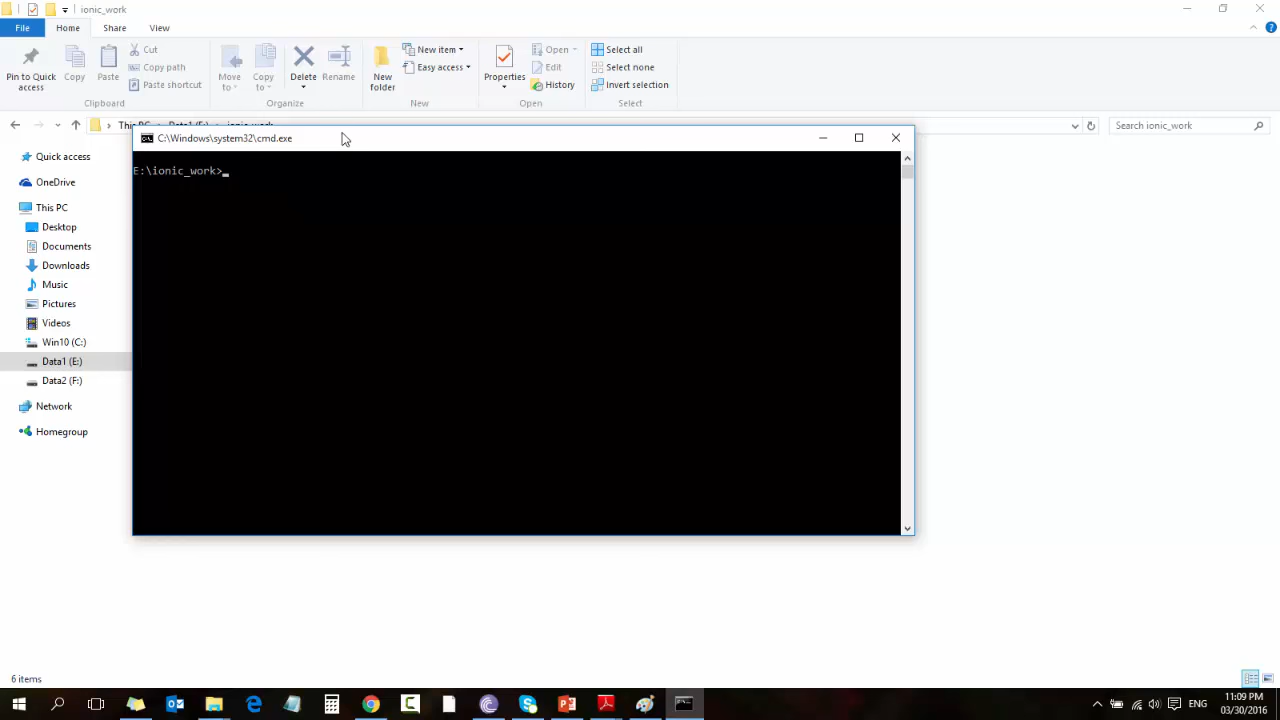 ionic_work
File Home Share View
Pin to Quick access
Copy
Paste
Cut
Copy path
Paste shortcut
Clipboard
Move to
Copy to
Delete
Rename
Organize
New folder
New item
Easy access
New
Properties
Open
Edit
History
Open
Select all
Select none
Invert selection
Select
Search ionic_work
C:\Windows\system32\cmd.exe
E:\ionic_work>_
Quick access
OneDrive
This PC
Desktop
Documents
Downloads
Music
Pictures
Videos
Win10 (C:)
Data1 (E:)
Data2 (F:)
Network
Homegroup
6 items
ENG
11:09 PM
03/30/2016